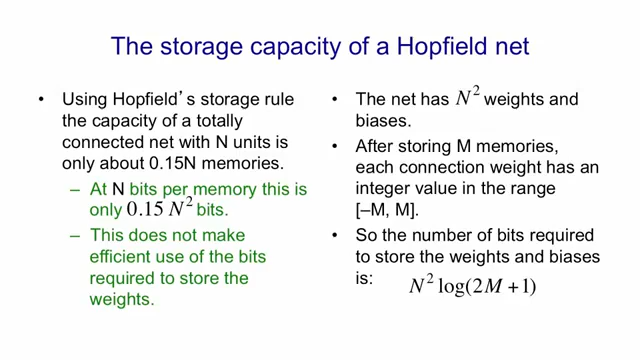 The storage capacity of a Hopfield net
• Using Hopfield's storage rule
the capacity of a totally
connected net with N units is
only about 0.15N memories.
– At N bits per memory this is
only 0.15 N² bits.
– This does not make
efficient use of the bits
required to store the
weights.
• The net has N² weights and
biases.
• After storing M memories,
each connection weight has an
integer value in the range
[–M, M].
• So the number of bits required
to store the weights and biases
is: N² log(2M +1)